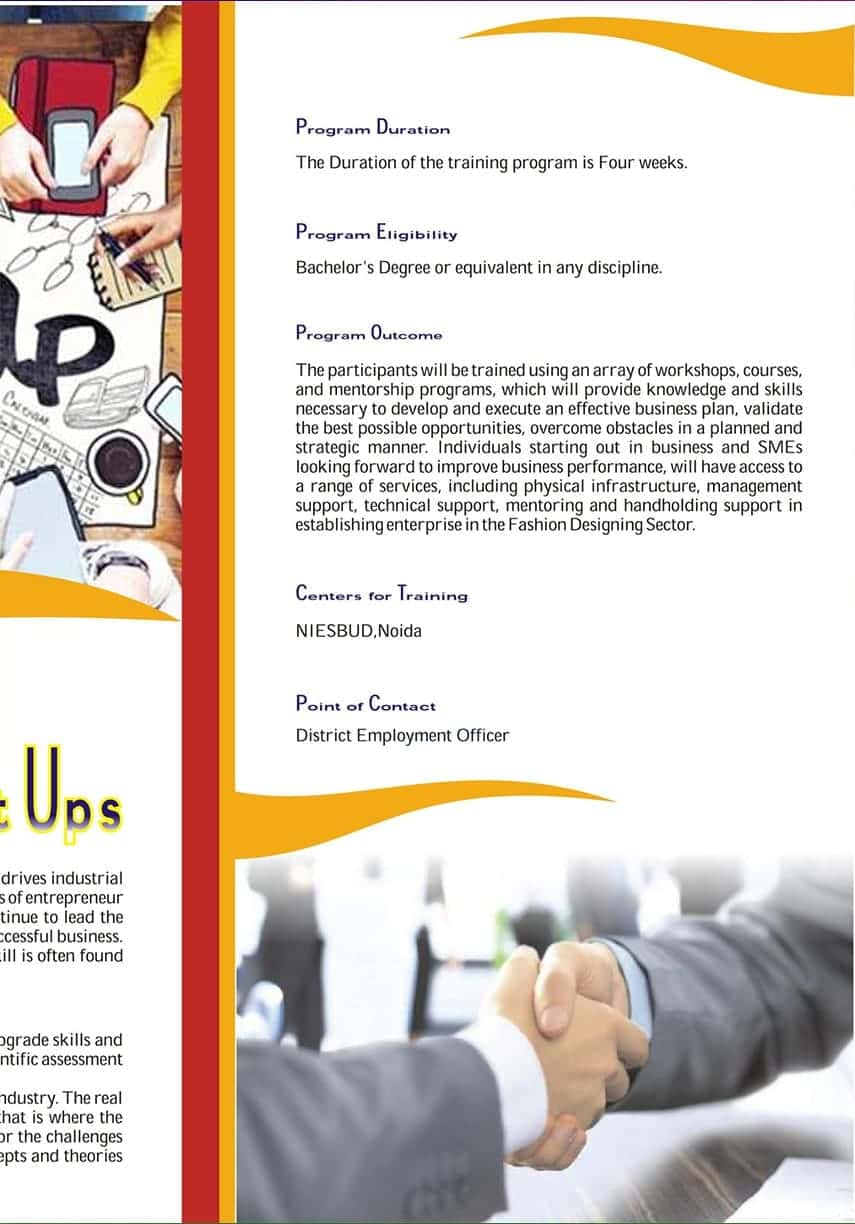 up
Calendar
t Ups
drives industrial
s of entrepreneur
tinue to lead the
ccessful business.
kill is often found
pgrade skills and
ntific assessment
ndustry. The real
that is where the
or the challenges
epts and theories
Program Duration
The Duration of the training program is Four weeks.
Program Eligibility
Bachelor's Degree or equivalent in any discipline.
Program Outcome
The participants will be trained using an array of workshops, courses,
and mentorship programs, which will provide knowledge and skills
necessary to develop and execute an effective business plan, validate
the best possible opportunities, overcome obstacles in a planned and
strategic manner. Individuals starting out in business and SMEs
looking forward to improve business performance, will have access to
a range of services, including physical infrastructure, management
support, technical support, mentoring and handholding support in
establishing enterprise in the Fashion Designing Sector.
Centers for Training
NIESBUD,Noida
Point of Contact
District Employment Officer